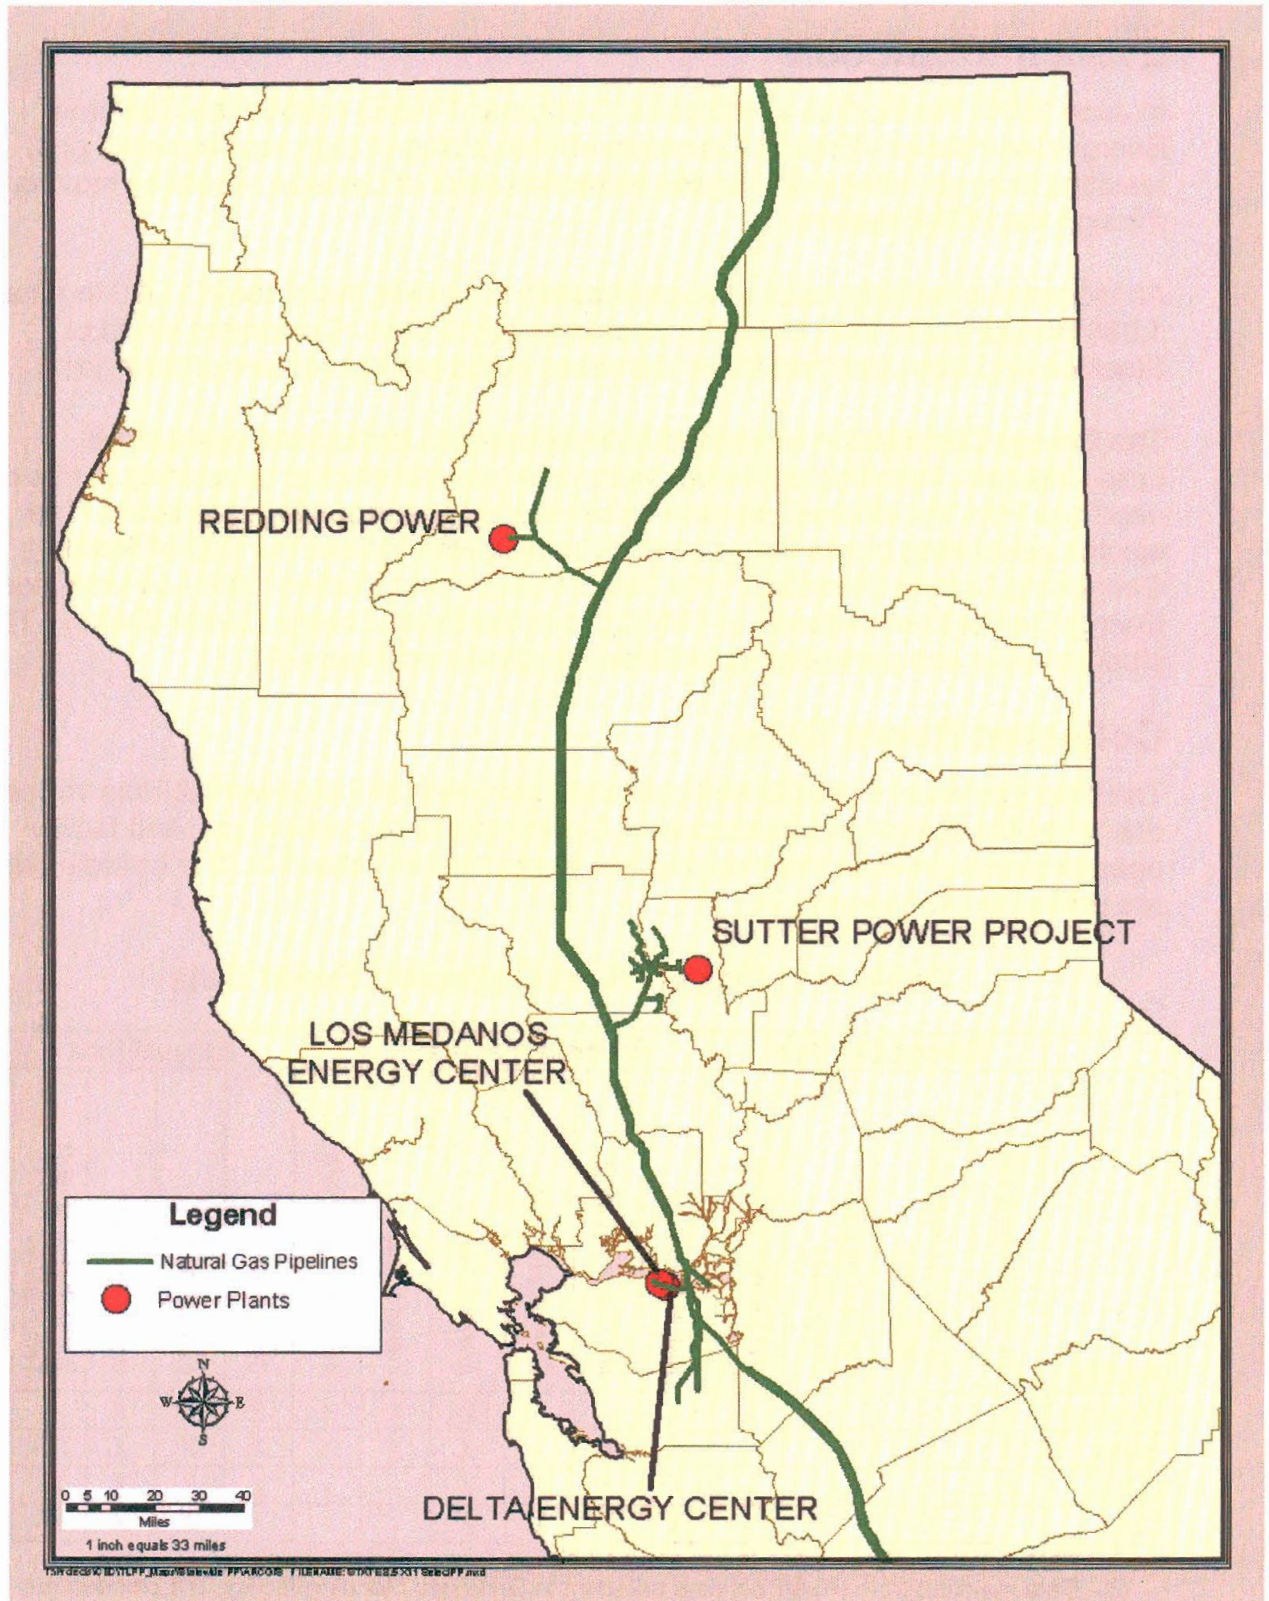 REDDING POWER
SUTTER POWER PROJECT
LOS MEDANOS
ENERGY CENTER
Legend
Natural Gas Pipelines
Power Plants
N
W E
S
0 5 10 20 30 40
Miles
1 inch equals 33 miles
DELTA ENERGY CENTER